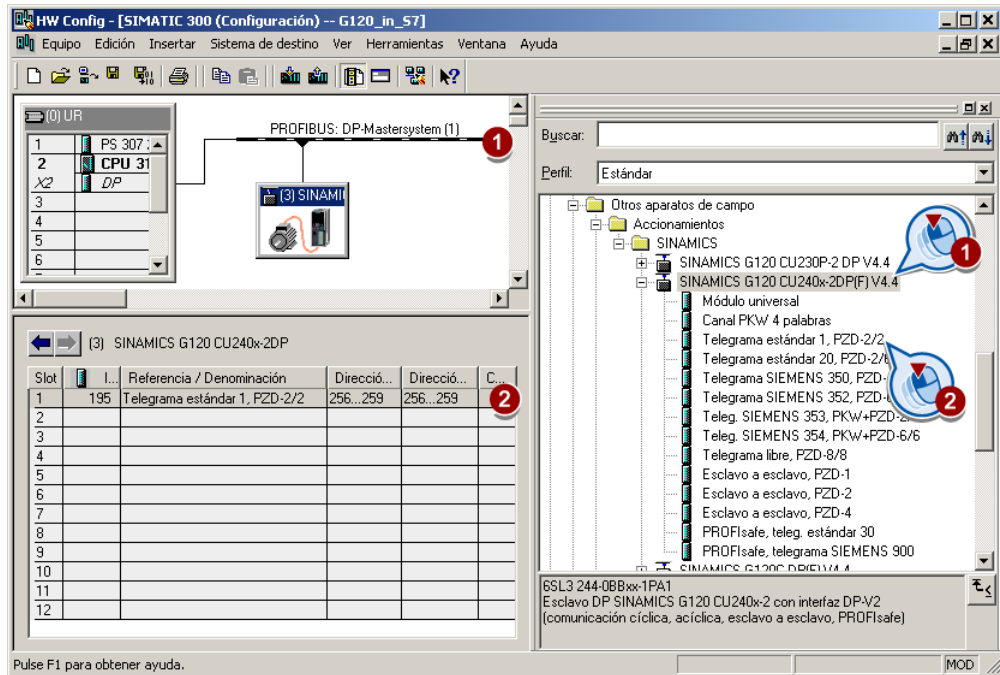 HW Config - [SIMATIC 300 (Configuración) -- G120_in_S7]
Equipo Edición Insertar Sistema de destino Ver Herramientas Ventana Ayuda
(0) UR
1 PS 307
2 CPU 31
X2 DP
3
4
5
6
PROFIBUS: DP-Mastersystem (1)
1
(3) SINAMI
(3) SINAMICS G120 CU240x-2DP
Slot I... Referencia / Denominación Direcció... Direcció... C...
1 195 Telegrama estándar 1, PZD-2/2 256...259 256...259
2
2
3
4
5
6
7
8
9
10
11
12
Buscar:
Perfil: Estándar
Otros aparatos de campo
Accionamientos
SINAMICS
SINAMICS G120 CU230P-2 DP V4.4
1
SINAMICS G120 CU240x-2DP(F) V4.4
Módulo universal
Canal PKW 4 palabras
Telegrama estándar 1, PZD-2/2
Telegrama estándar 20, PZD-2/6
Telegrama SIEMENS 350, PZD-
Telegrama SIEMENS 352, PZD-
2
Teleg. SIEMENS 353, PKW+PZD-2/
Teleg. SIEMENS 354, PKW+PZD-6/6
Telegrama libre, PZD-8/8
Esclavo a esclavo, PZD-1
Esclavo a esclavo, PZD-2
Esclavo a esclavo, PZD-4
PROFIsafe, teleg. estándar 30
PROFIsafe, telegrama SIEMENS 900
SINAMICS G120C DP(F) V4.4
6SL3 244-0BBxx-1PA1
Esclavo DP SINAMICS G120 CU240x-2 con interfaz DP-V2
(comunicación cíclica, acíclica, esclavo a esclavo, PROFIsafe)
Pulse F1 para obtener ayuda.
MOD